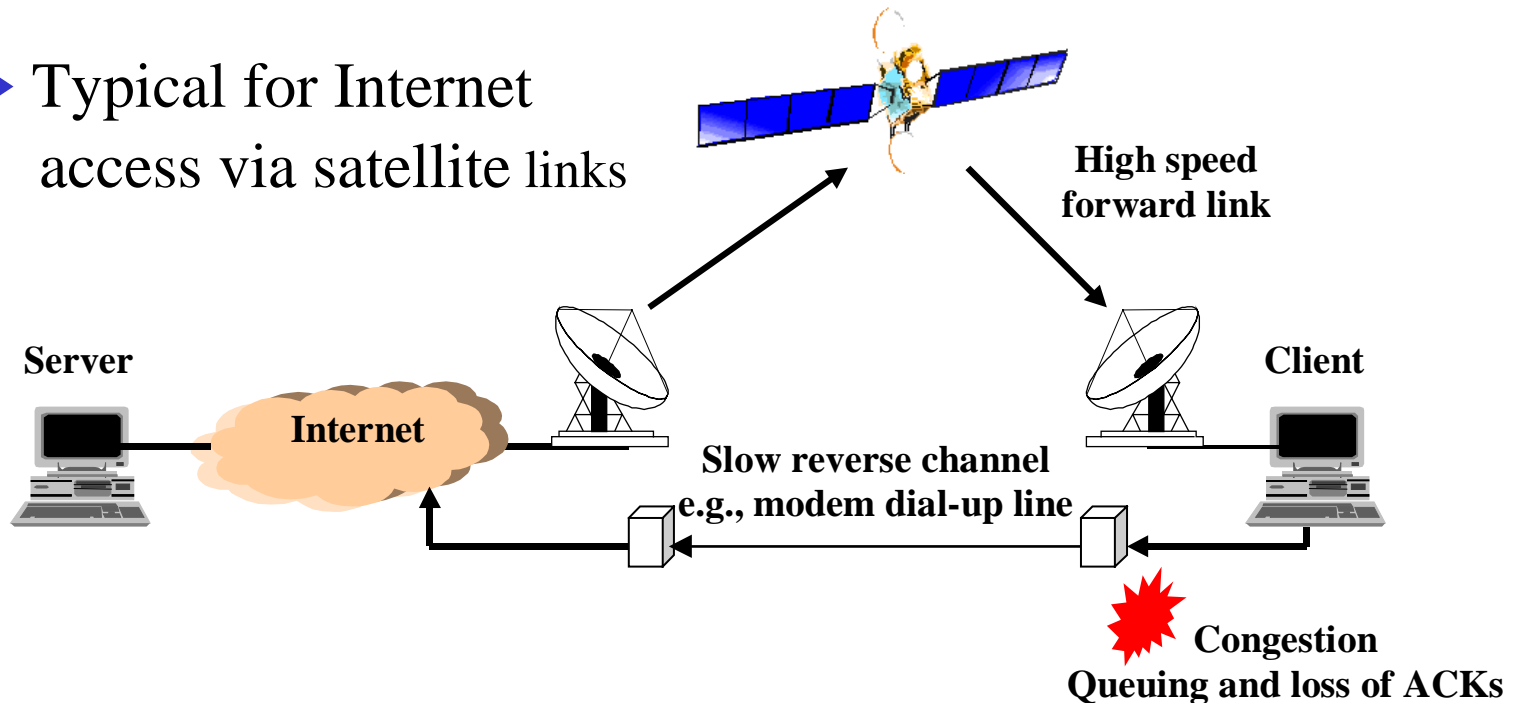 Typical for Internet
access via satellite links
High speed
forward link
Server
Client
Internet
Slow reverse channel
e.g., modem dial-up line
Congestion
Queuing and loss of ACKs